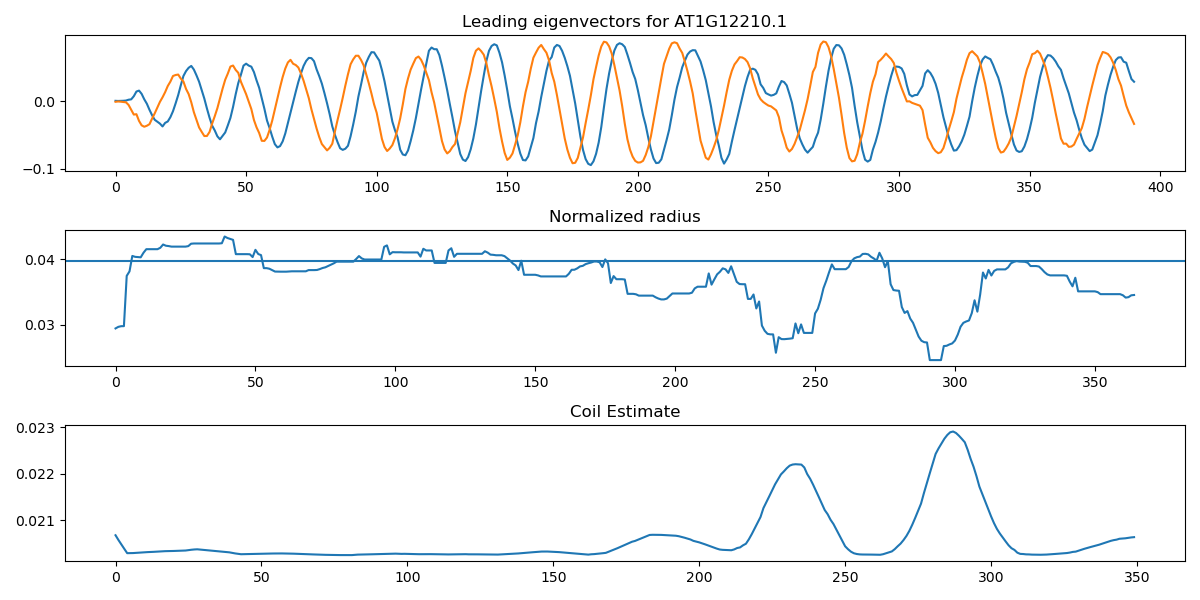 Leading eigenvectors for AT1G12210.1
0.0
−0.1
0 50 100 150 200 250 300 350 400
Normalized radius
0.04
0.03
0 50 100 150 200 250 300 350
Coil Estimate
0.023
0.022
0.021
0 50 100 150 200 250 300 350